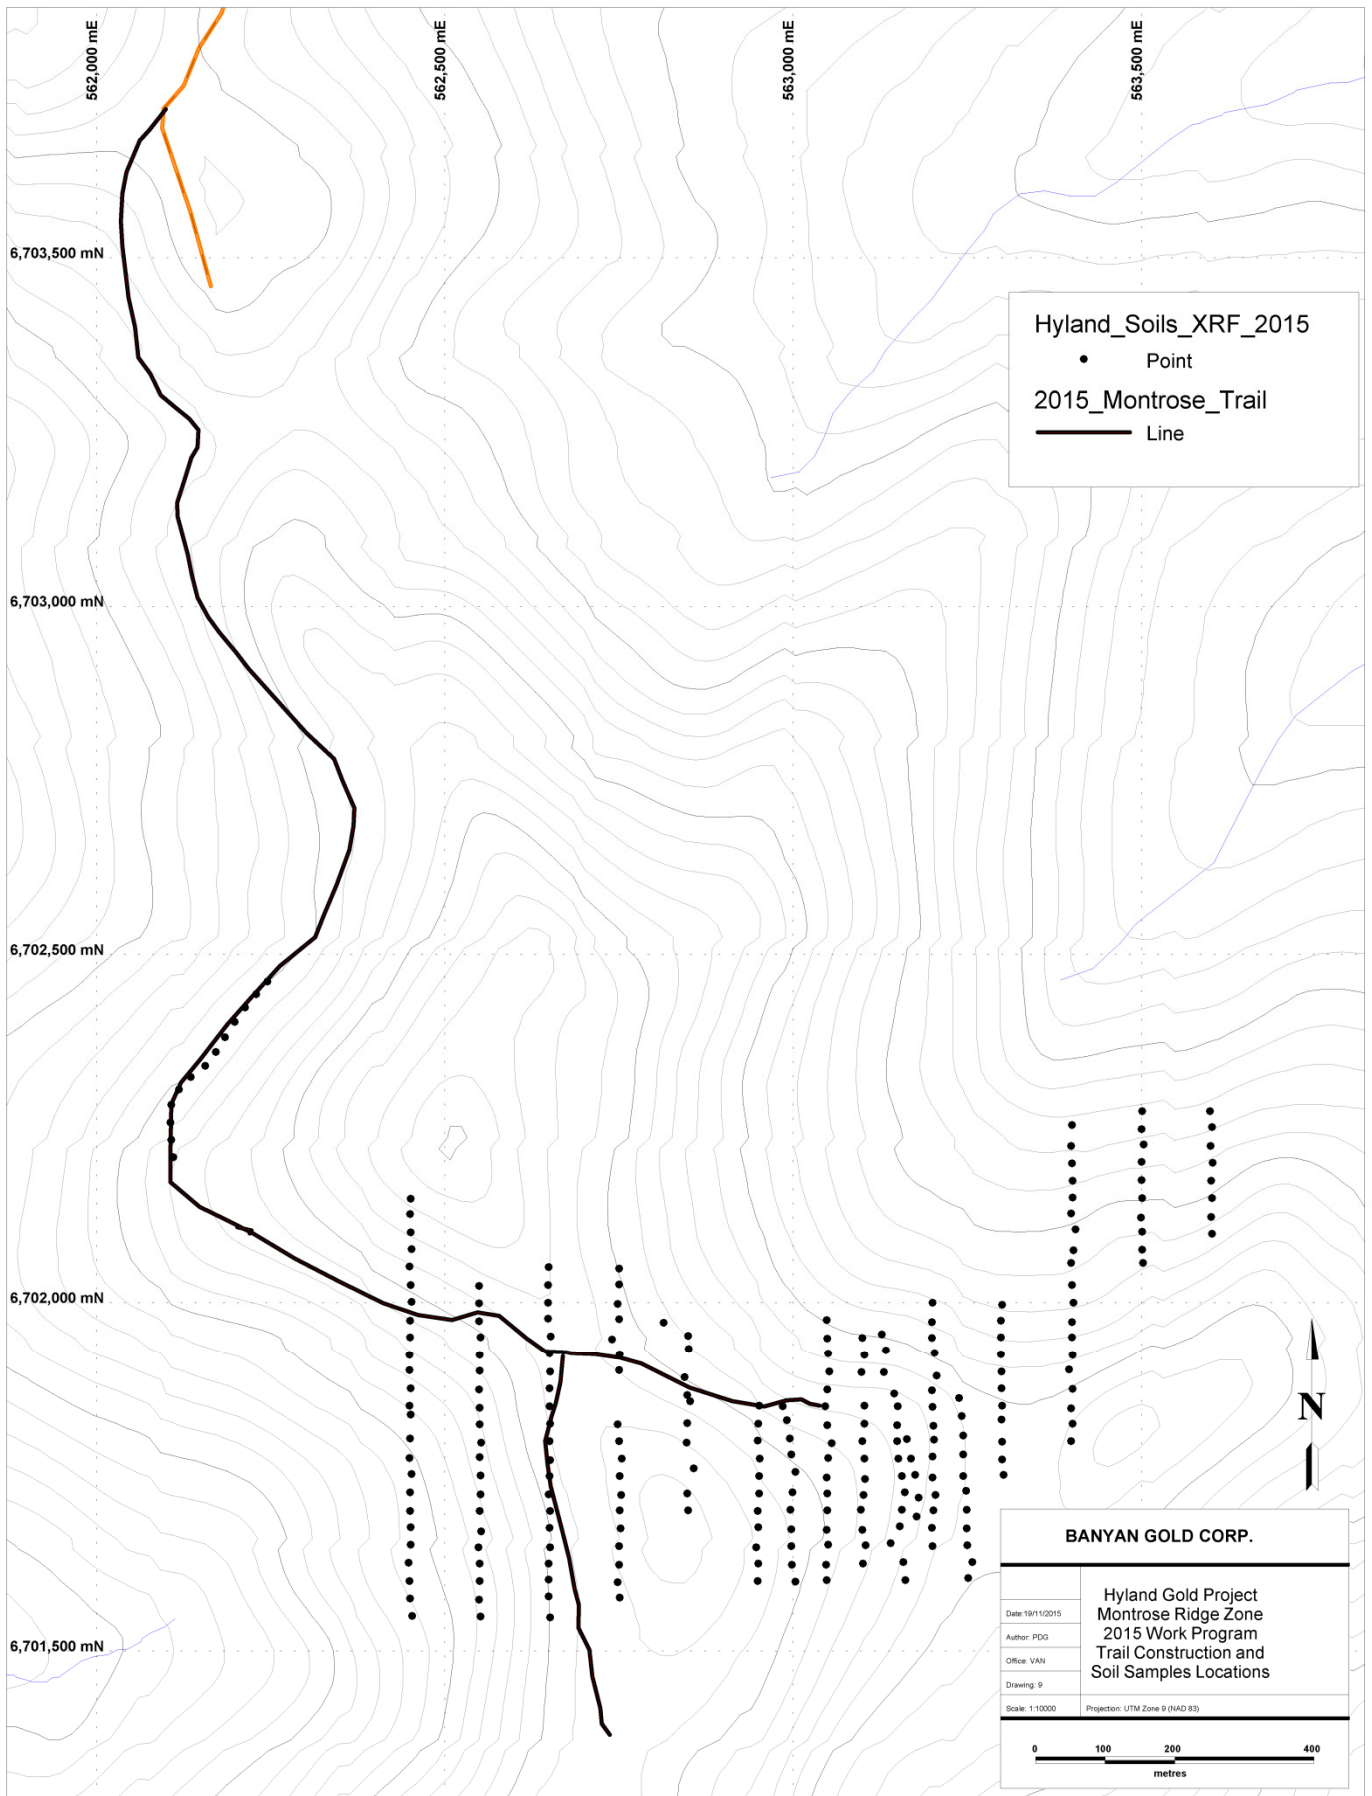 562,000 mE
562,500 mE
563,000 mE
563,500 mE
6,703,500 mN
Hyland_Soils_XRF_2015
Point
2015_Montrose_Trail
Line
6,703,000 mN
6,702,500 mN
6,702,000 mN
N
6,701,500 mN
BANYAN GOLD CORP.
Hyland Gold Project
Montrose Ridge Zone
2015 Work Program
Trail Construction and
Soil Samples Locations
Date:19/11/2015
Author: PDG
Office: VAN
Drawing: 9
Scale: 1:10000
Projection: UTM Zone 9 (NAD 83)
0 100 200 400
metres